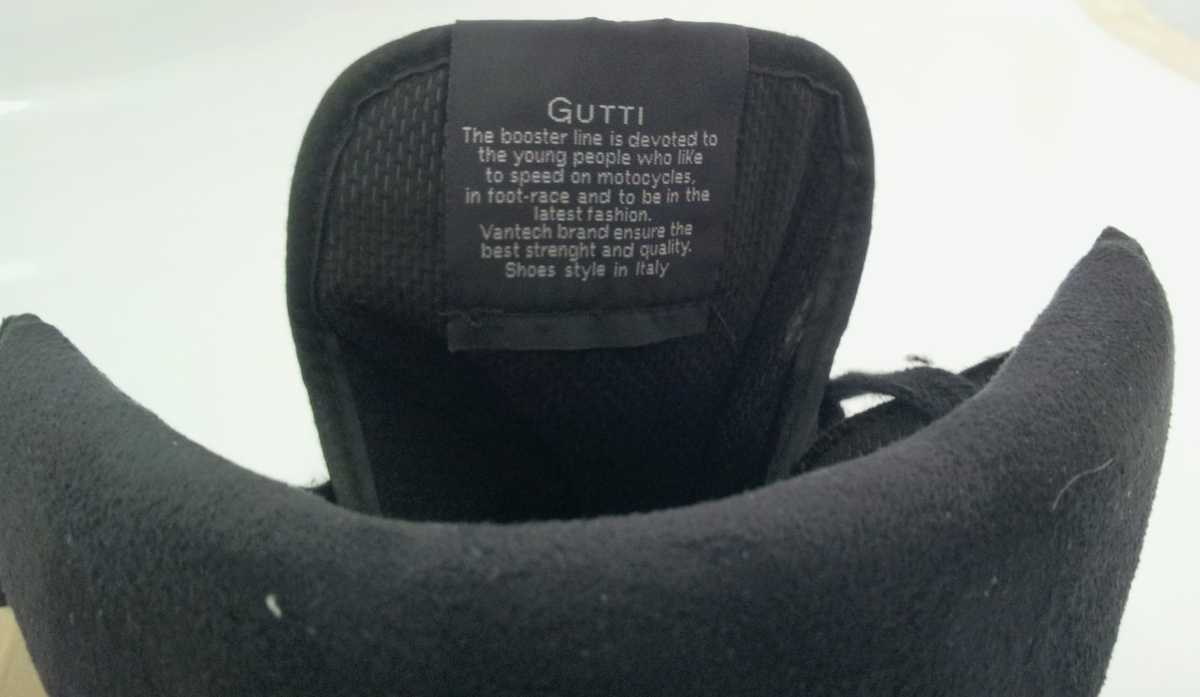 GUTTI
The booster line is devoted to
the young people who like
to speed on motocycles,
in foot-race and to be in the
latest fashion.
Vantech brand ensure the
best strenght and quality.
Shoes style in Italy